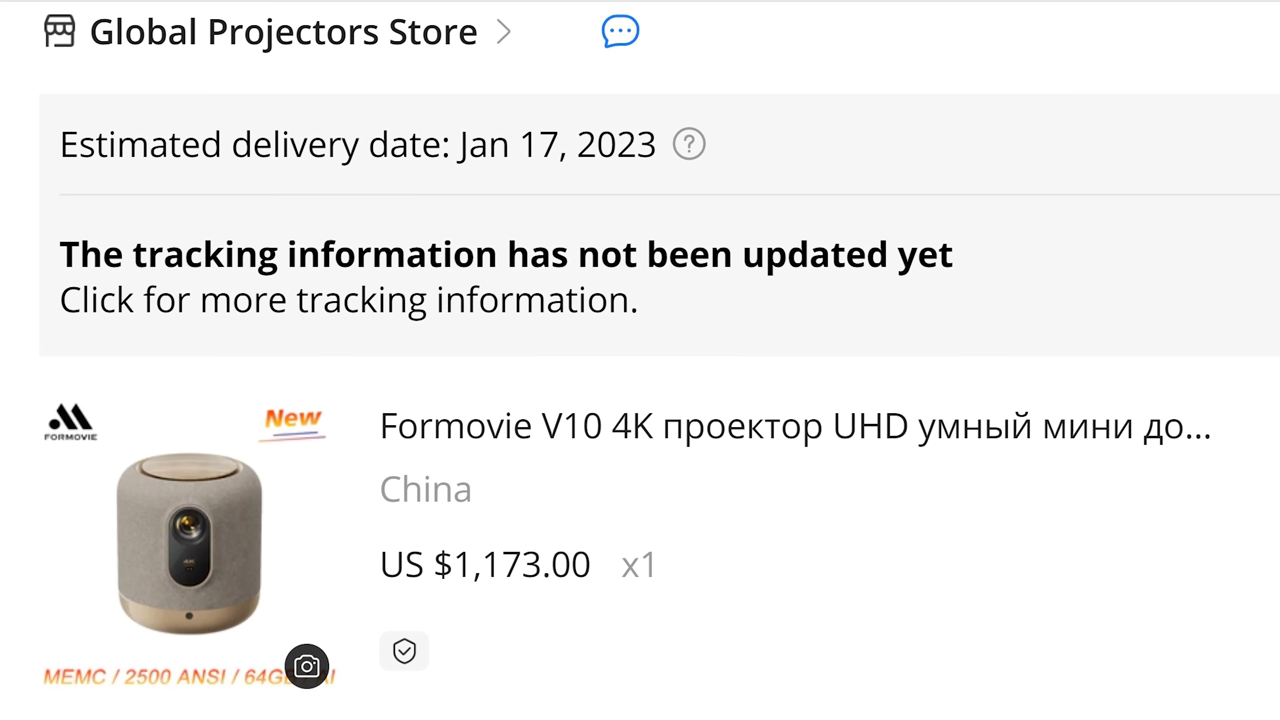 Global Projectors Store
Estimated delivery date: Jan 17, 2023
The tracking information has not been updated yet
Click for more tracking information.
FORMOVIE
New
Formovie V10 4K проектор UHD умный мини до...
China
US $1,173.00 x1
MEMC / 2500 ANSI / 64G